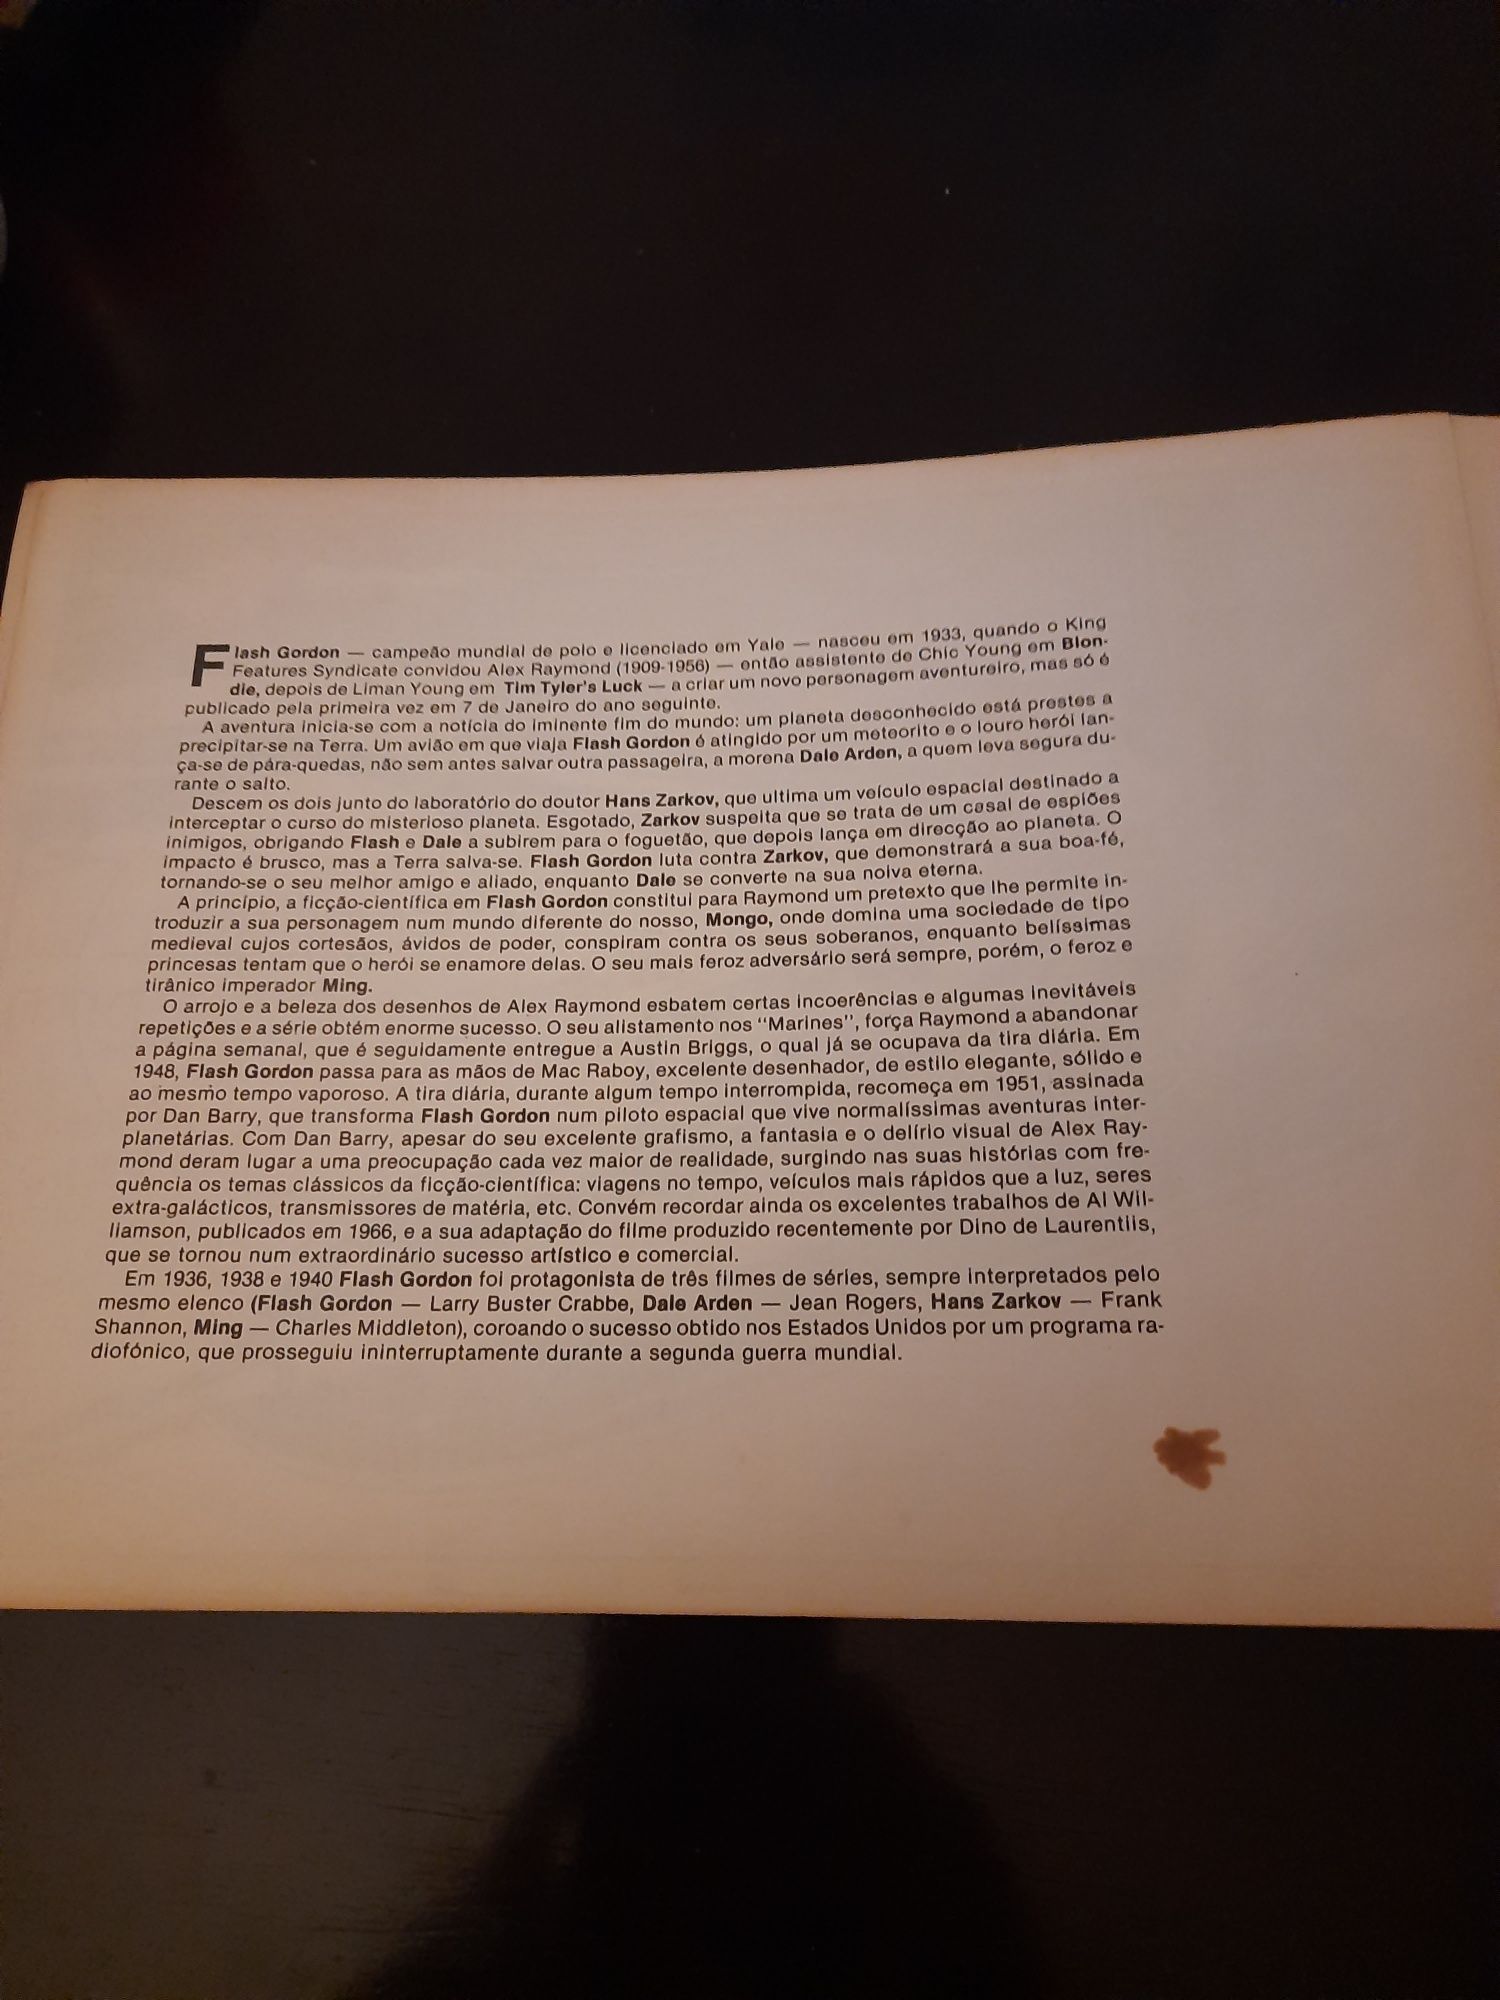 Flash Gordon — campeão mundial de polo e licenciado em Yale — nasceu em 1933, quando o King
Features Syndicate convidou Alex Raymond (1909-1956) — então assistente de Chic Young em Blon-
die, depois de Liman Young em Tim Tyler's Luck — a criar um novo personagem aventureiro, mas só é
publicado pela primeira vez em 7 de Janeiro do ano seguinte.
A aventura inicia-se com a notícia do iminente fim do mundo: um planeta desconhecido está prestes a
precipitar-se na Terra. Um avião em que viaja Flash Gordon é atingido por um meteorito e o louro herói lan-
ça-se de pára-quedas, não sem antes salvar outra passageira, a morena Dale Arden, a quem leva segura du-
rante o salto.
Descem os dois junto do laboratório do doutor Hans Zarkov, que ultima um veículo espacial destinado a
interceptar o curso do misterioso planeta. Esgotado, Zarkov suspeita que se trata de um casal de espiões
inimigos, obrigando Flash e Dale a subirem para o foguetão, que depois lança em direcção ao planeta. O
impacto é brusco, mas a Terra salva-se. Flash Gordon luta contra Zarkov, que demonstrará a sua boa-fé,
tornando-se o seu melhor amigo e aliado, enquanto Dale se converte na sua noiva eterna.
A princípio, a ficção-científica em Flash Gordon constitui para Raymond um pretexto que lhe permite in-
troduzir a sua personagem num mundo diferente do nosso, Mongo, onde domina uma sociedade de tipo
medieval cujos cortesãos, ávidos de poder, conspiram contra os seus soberanos, enquanto belíssimas
princesas tentam que o herói se enamore delas. O seu mais feroz adversário será sempre, porém, o feroz e
tirânico imperador Ming.
O arrojo e a beleza dos desenhos de Alex Raymond esbatem certas incoerências e algumas inevitáveis
repetições e a série obtém enorme sucesso. O seu alistamento nos "Marines", força Raymond a abandonar
a página semanal, que é seguidamente entregue a Austin Briggs, o qual já se ocupava da tira diária. Em
1948, Flash Gordon passa para as mãos de Mac Raboy, excelente desenhador, de estilo elegante, sólido e
ao mesmo tempo vaporoso. A tira diária, durante algum tempo interrompida, recomeça em 1951, assinada
por Dan Barry, que transforma Flash Gordon num piloto espacial que vive normalíssimas aventuras inter-
planetárias. Com Dan Barry, apesar do seu excelente grafismo, a fantasia e o delírio visual de Alex Ray-
mond deram lugar a uma preocupação cada vez maior de realidade, surgindo nas suas histórias com fre-
quência os temas clássicos da ficção-científica: viagens no tempo, veículos mais rápidos que a luz, seres
extra-galácticos, transmissores de matéria, etc. Convém recordar ainda os excelentes trabalhos de Al Wil-
liamson, publicados em 1966, e a sua adaptação do filme produzido recentemente por Dino de Laurentiis,
que se tornou num extraordinário sucesso artístico e comercial.
Em 1936, 1938 e 1940 Flash Gordon foi protagonista de três filmes de séries, sempre interpretados pelo
mesmo elenco (Flash Gordon — Larry Buster Crabbe, Dale Arden — Jean Rogers, Hans Zarkov — Frank
Shannon, Ming — Charles Middleton), coroando o sucesso obtido nos Estados Unidos por um programa ra-
diofónico, que prosseguiu ininterruptamente durante a segunda guerra mundial.